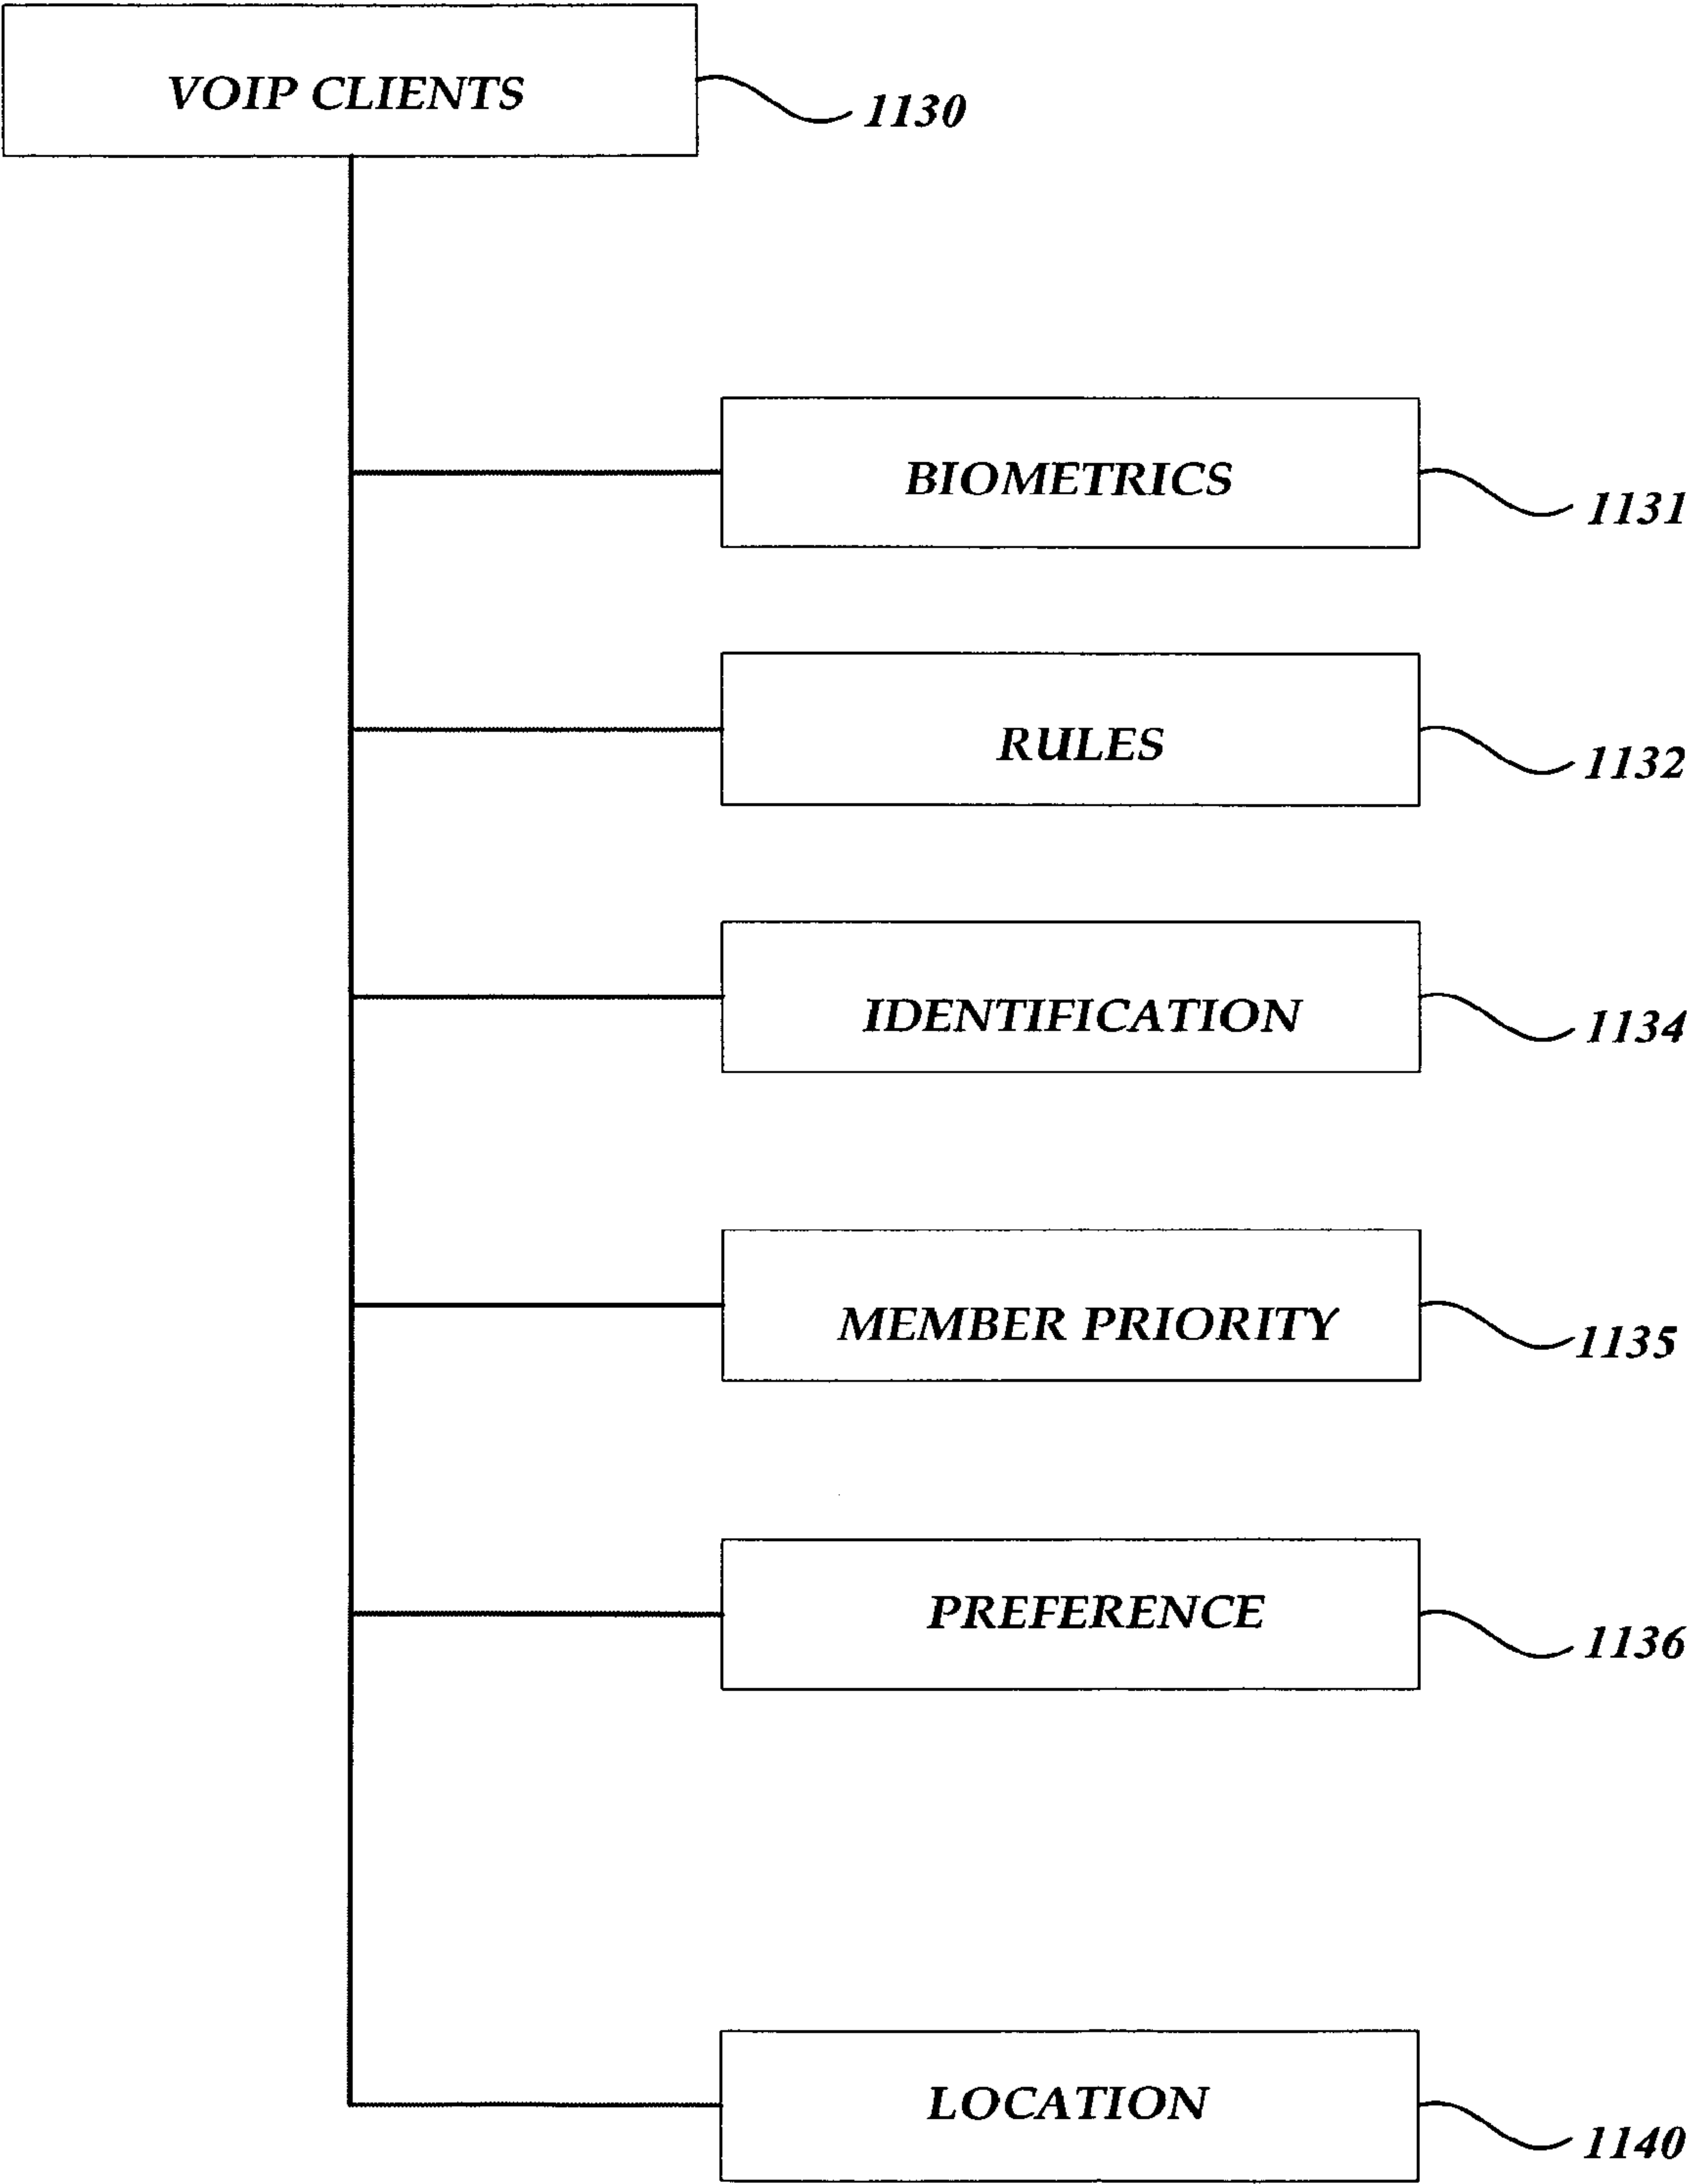 VOIP CLIENTS
1130
BIOMETRICS
1131
RULES
1132
IDENTIFICATION
1134
MEMBER PRIORITY
1135
PREFERENCE
1136
LOCATION
1140